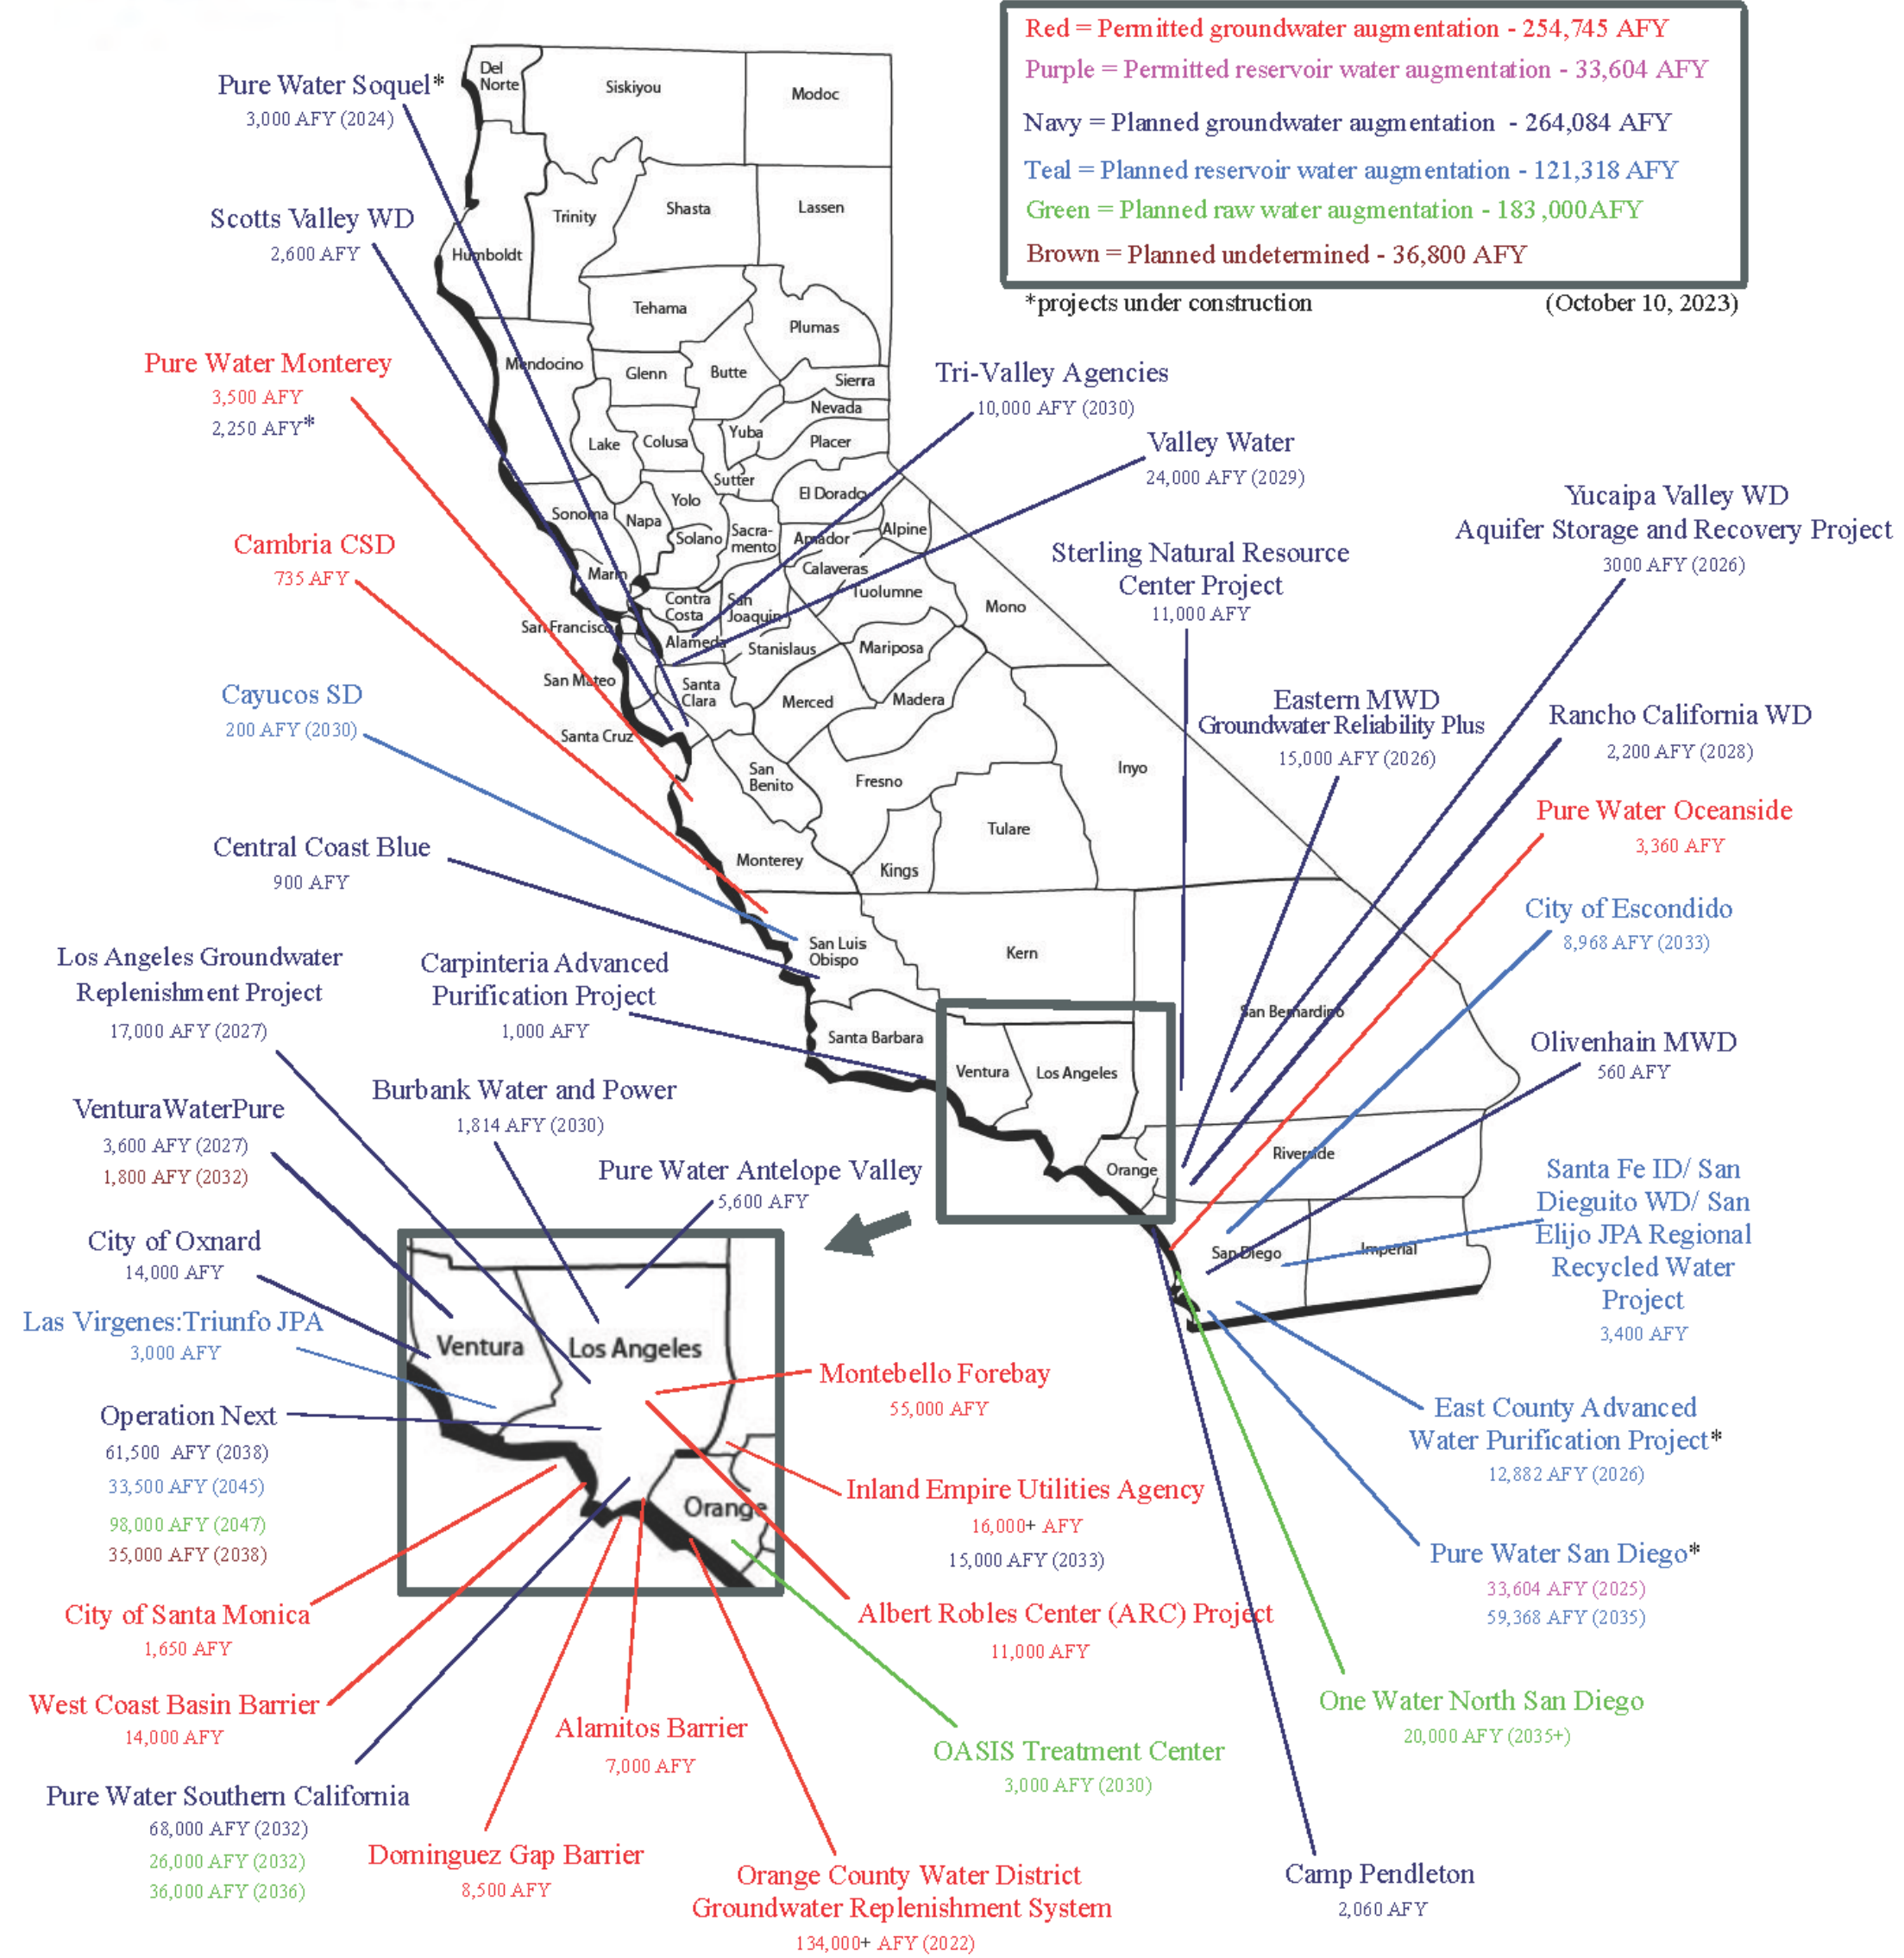 Red = Permitted groundwater augmentation - 254,745 AFY
Purple = Permitted reservoir water augmentation - 33,604 AFY
Navy = Planned groundwater augmentation - 264,084 AFY
Teal = Planned reservoir water augmentation - 121,318 AFY
Green = Planned raw water augmentation - 183,000AFY
Brown = Planned undetermined - 36,800 AFY
*projects under construction
(October 10, 2023)
Pure Water Soquel*
3,000 AFY (2024)
Scotts Valley WD
2,600 AFY
Pure Water Monterey
3,500 AFY
2,250 AFY*
Cambria CSD
735 AFY
Cayucos SD
200 AFY (2030)
Central Coast Blue
900 AFY
Los Angeles Groundwater
Replenishment Project
17,000 AFY (2027)
Carpinteria Advanced
Purification Project
1,000 AFY
Burbank Water and Power
1,814 AFY (2030)
VenturaWaterPure
3,600 AFY (2027)
1,800 AFY (2032)
Pure Water Antelope Valley
5,600 AFY
City of Oxnard
14,000 AFY
Las Virgenes:Triunfo JPA
3,000 AFY
Operation Next
61,500 AFY (2038)
33,500 AFY (2045)
98,000 AFY (2047)
35,000 AFY (2038)
City of Santa Monica
1,650 AFY
West Coast Basin Barrier
14,000 AFY
Pure Water Southern California
68,000 AFY (2032)
26,000 AFY (2032)
36,000 AFY (2036)
Dominguez Gap Barrier
8,500 AFY
Alamitos Barrier
7,000 AFY
Orange County Water District
Groundwater Replenishment System
134,000+ AFY (2022)
OASIS Treatment Center
3,000 AFY (2030)
Albert Robles Center (ARC) Project
11,000 AFY
Inland Empire Utilities Agency
16,000+ AFY
15,000 AFY (2033)
Montebello Forebay
55,000 AFY
Tri-Valley Agencies
10,000 AFY (2030)
Valley Water
24,000 AFY (2029)
Sterling Natural Resource
Center Project
11,000 AFY
Yucaipa Valley WD
Aquifer Storage and Recovery Project
3000 AFY (2026)
Eastern MWD
Groundwater Reliability Plus
15,000 AFY (2026)
Rancho California WD
2,200 AFY (2028)
Pure Water Oceanside
3,360 AFY
City of Escondido
8,968 AFY (2033)
Olivenhain MWD
560 AFY
Santa Fe ID/ San
Dieguito WD/ San
Elijo JPA Regional
Recycled Water
Project
3,400 AFY
East County Advanced
Water Purification Project*
12,882 AFY (2026)
Pure Water San Diego*
33,604 AFY (2025)
59,368 AFY (2035)
One Water North San Diego
20,000 AFY (2035+)
Camp Pendleton
2,060 AFY
Del
Norte
Siskiyou
Modoc
Humboldt
Trinity
Shasta
Lassen
Tehama
Plumas
Mendocino
Glenn
Butte
Sierra
Nevada
Lake
Colusa
Yuba
Placer
Sutter
El Dorado
Sonoma
Napa
Yolo
Solano
Sacra-
mento
Amador
Alpine
Marin
Calaveras
Tuolumne
Mono
Contra
Costa
San
Joaquin
San Francisco
Alameda
Stanislaus
Mariposa
San Mateo
Santa
Clara
Merced
Madera
Santa Cruz
San
Benito
Fresno
Inyo
Monterey
Kings
Tulare
San Luis
Obispo
Kern
San Bernardino
Santa Barbara
Ventura
Los Angeles
Orange
Riverside
San Diego
Imperial
Ventura
Los Angeles
Orange